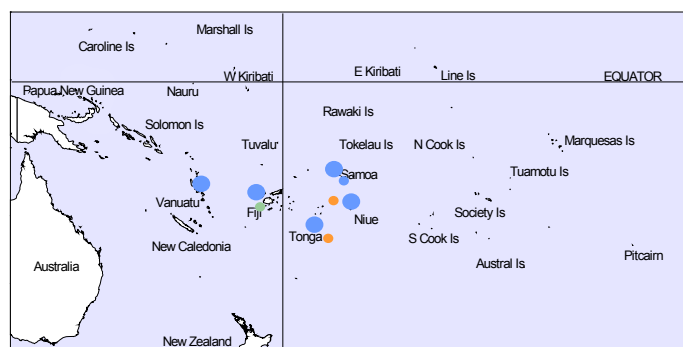 Marshall Is
Caroline Is
W Kiribati
E Kiribati
Line Is
EQUATOR
Papua New Guinea
Nauru
Rawaki Is
Solomon Is
Tuvalu
Tokelau Is
N Cook Is
Marquesas Is
Samoa
Tuamotu Is
Vanuatu
Fiji
Niue
Society Is
Tonga
S Cook Is
New Caledonia
Pitcairn
Australia
Austral Is
New Zealand